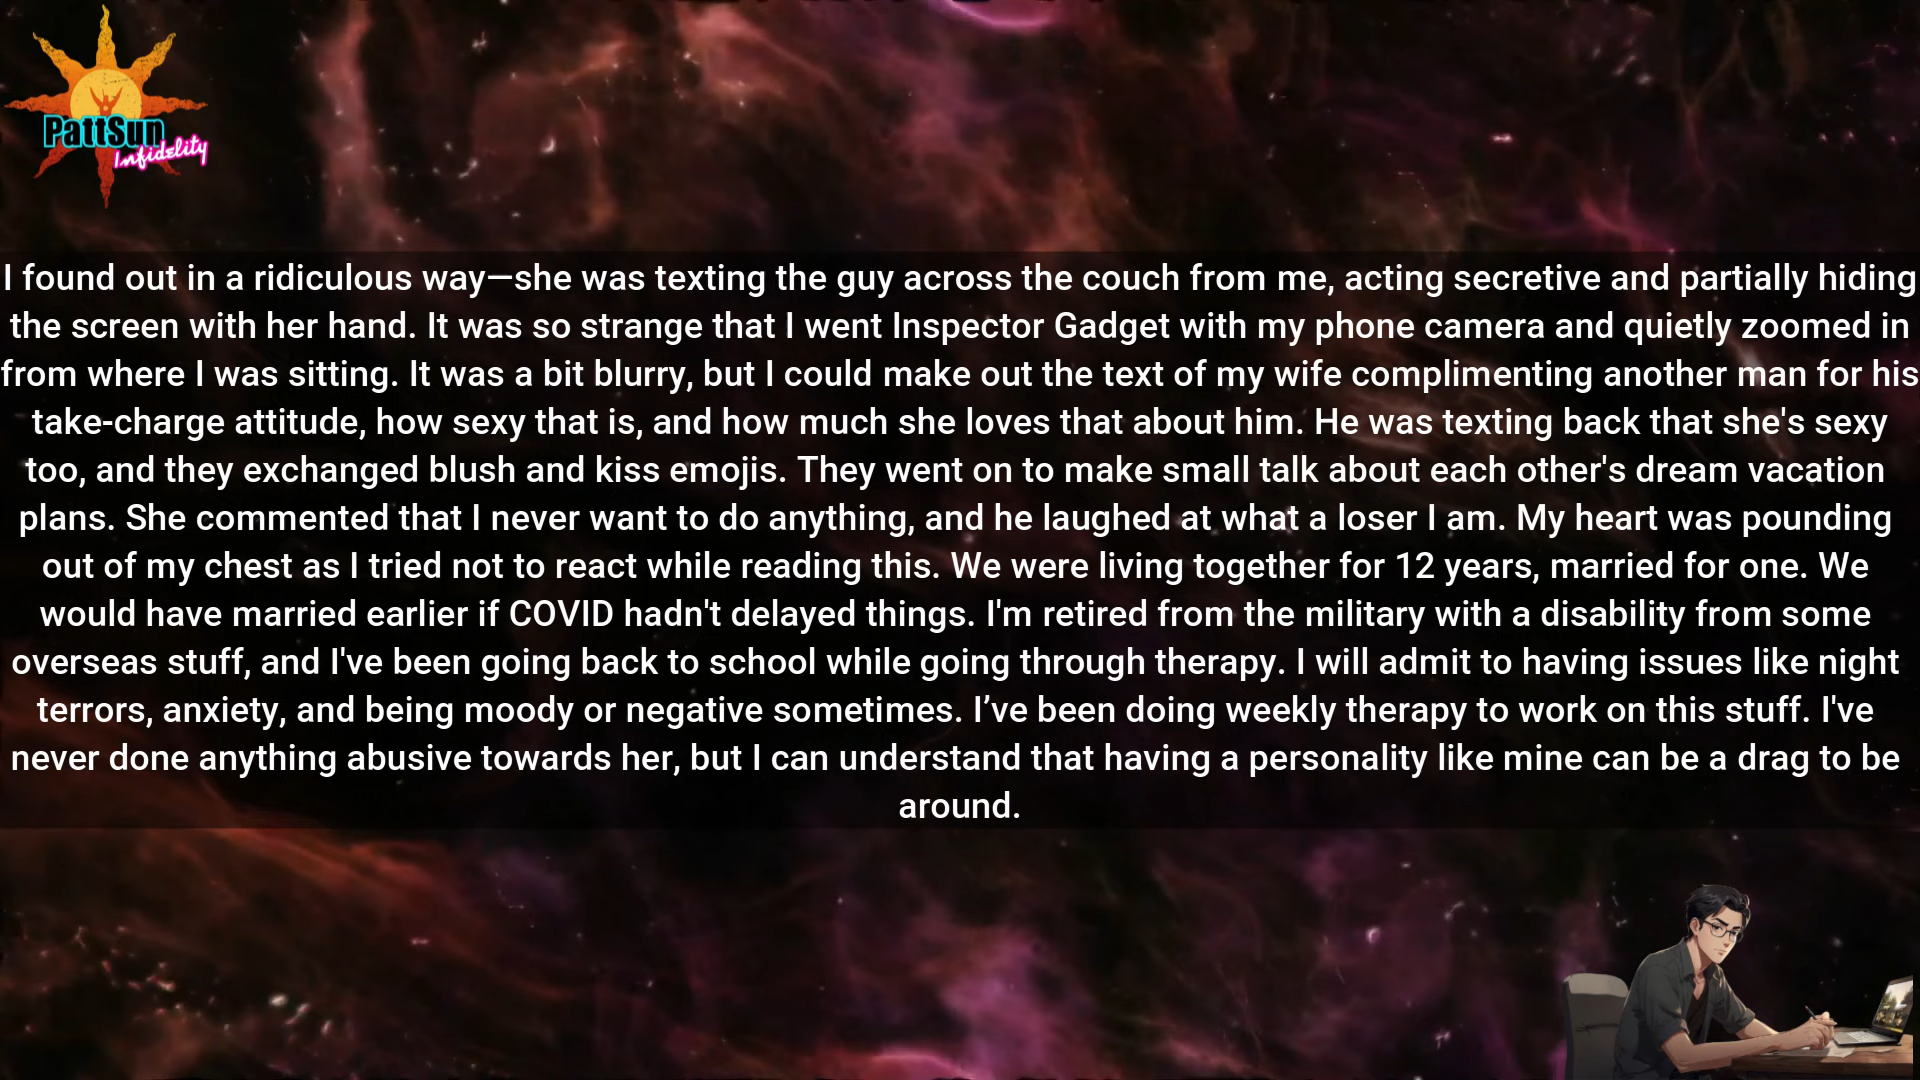 PattSun
Infidelity
I found out in a ridiculous way—she was texting the guy across the couch from me, acting secretive and partially hiding
the screen with her hand. It was so strange that I went Inspector Gadget with my phone camera and quietly zoomed in
from where I was sitting. It was a bit blurry, but I could make out the text of my wife complimenting another man for his
take-charge attitude, how sexy that is, and how much she loves that about him. He was texting back that she's sexy
too, and they exchanged blush and kiss emojis. They went on to make small talk about each other's dream vacation
plans. She commented that I never want to do anything, and he laughed at what a loser I am. My heart was pounding
out of my chest as I tried not to react while reading this. We were living together for 12 years, married for one. We
would have married earlier if COVID hadn't delayed things. I'm retired from the military with a disability from some
overseas stuff, and I've been going back to school while going through therapy. I will admit to having issues like night
terrors, anxiety, and being moody or negative sometimes. I’ve been doing weekly therapy to work on this stuff. I've
never done anything abusive towards her, but I can understand that having a personality like mine can be a drag to be
around.